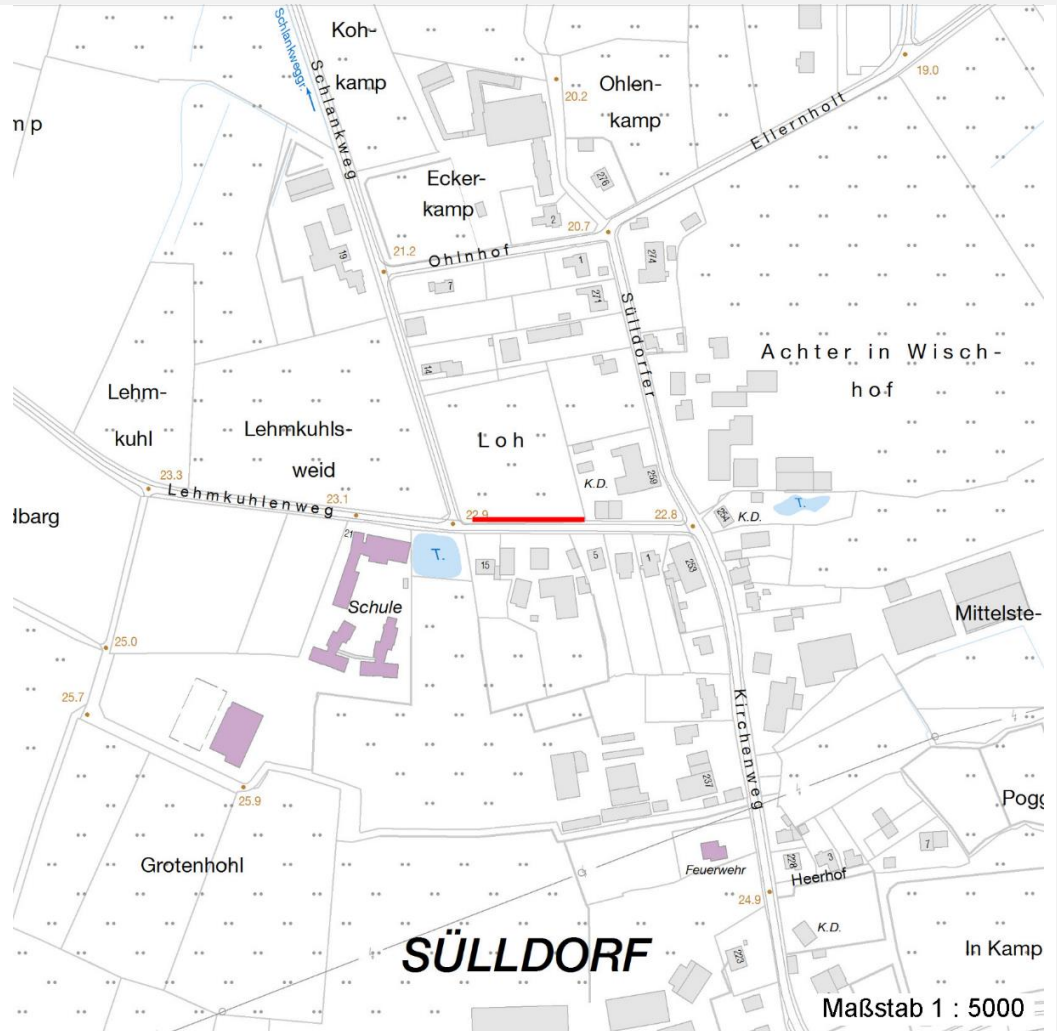 Koh-
kamp
Schlankweggr.
Schlankweg
20.2
Ohlen-
kamp
19.0
Ellernholt
Ecker-
kamp
276
2
20.7
19
21.2
Ohlnhof
7
1
271
274
Sülldorfer
14
Achter in Wisch-
hof
Lehm-
kuhl
Lehmkuhls-
weid
Loh
K.D.
259
23.3
Lehmkuhlenweg
23.1
22.9
22.8
254
K.D.
T.
dbarg
21
T.
15
5
1
253
Schule
Mittelste-
25.0
25.7
Kirchenweg
237
25.9
Pogg
Grotenhohl
Feuerwehr
228
3
7
Heerhof
24.9
K.D.
SÜLLDORF
223
In Kamp
Maßstab 1 : 5000